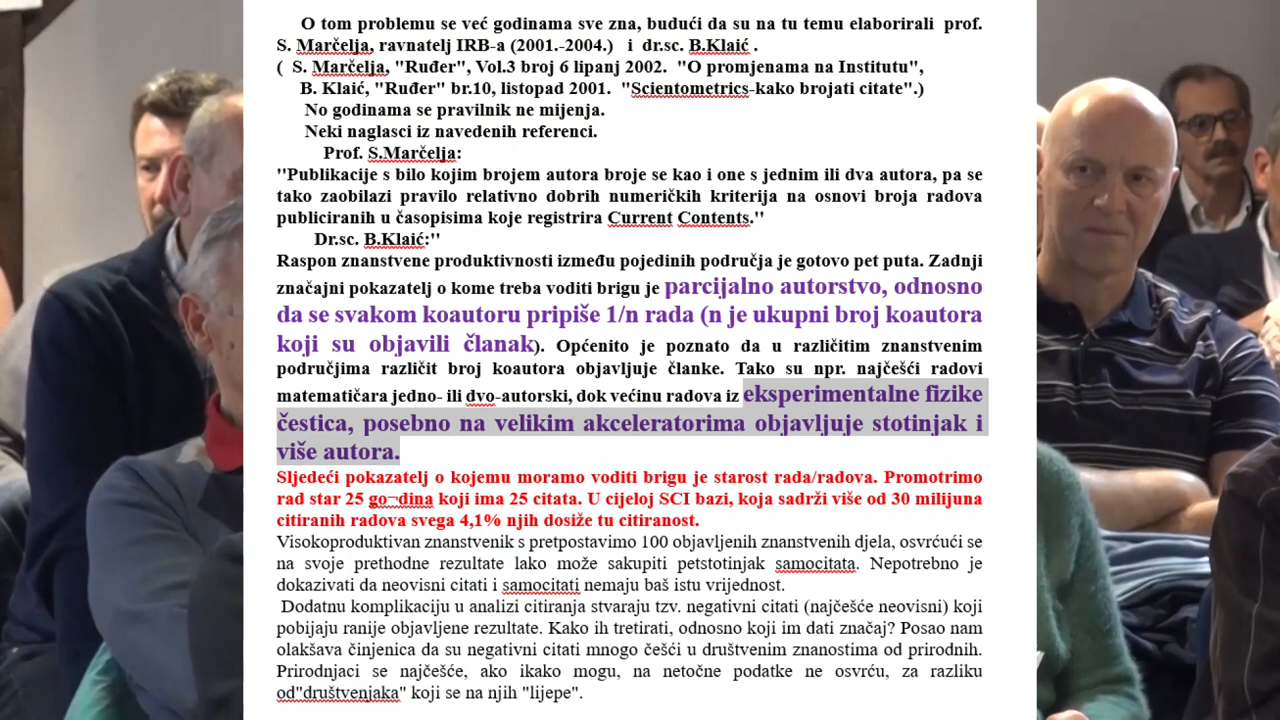 O tom problemu se već godinama sve zna, budući da su na tu temu elaborirali prof.
S. Marčelja, ravnatelj IRB-a (2001.-2004.) i dr.sc. B.Klaić .
( S. Marčelja, "Ruđer", Vol.3 broj 6 lipanj 2002. "O promjenama na Institutu",
B. Klaić, "Ruđer" br.10, listopad 2001. "Scientometrics-kako brojati citate".)
No godinama se pravilnik ne mijenja.
Neki naglasci iz navedenih referenci.
Prof. S.Marčelja:
''Publikacije s bilo kojim brojem autora broje se kao i one s jednim ili dva autora, pa se
tako zaobilazi pravilo relativno dobrih numeričkih kriterija na osnovi broja radova
publiciranih u časopisima koje registrira Current Contents.''
Dr.sc. B.Klaić:''
Raspon znanstvene produktivnosti između pojedinih područja je gotovo pet puta. Zadnji
značajni pokazatelj o kome treba voditi brigu je parcijalno autorstvo, odnosno
da se svakom koautoru pripiše 1/n rada (n je ukupni broj koautora
koji su objavili članak). Općenito je poznato da u različitim znanstvenim
područjima različit broj koautora objavljuje članke. Tako su npr. najčešći radovi
matematičara jedno- ili dvo-autorski, dok većinu radova iz eksperimentalne fizike
čestica, posebno na velikim akceleratorima objavljuje stotinjak i
više autora.
Sljedeći pokazatelj o kojemu moramo voditi brigu je starost rada/radova. Promotrimo
rad star 25 go¬dina koji ima 25 citata. U cijeloj SCI bazi, koja sadrži više od 30 milijuna
citiranih radova svega 4,1% njih dosiže tu citiranost.
Visokoproduktivan znanstvenik s pretpostavimo 100 objavljenih znanstvenih djela, osvrćući se
na svoje prethodne rezultate lako može sakupiti petstotinjak samocitata. Nepotrebno je
dokazivati da neovisni citati i samocitati nemaju baš istu vrijednost.
Dodatnu komplikaciju u analizi citiranja stvaraju tzv. negativni citati (najčešće neovisni) koji
pobijaju ranije objavljene rezultate. Kako ih tretirati, odnosno koji im dati značaj? Posao nam
olakšava činjenica da su negativni citati mnogo češći u društvenim znanostima od prirodnih.
Prirodnjaci se najčešće, ako ikako mogu, na netočne podatke ne osvrću, za razliku
od"društvenjaka" koji se na njih "lijepe".